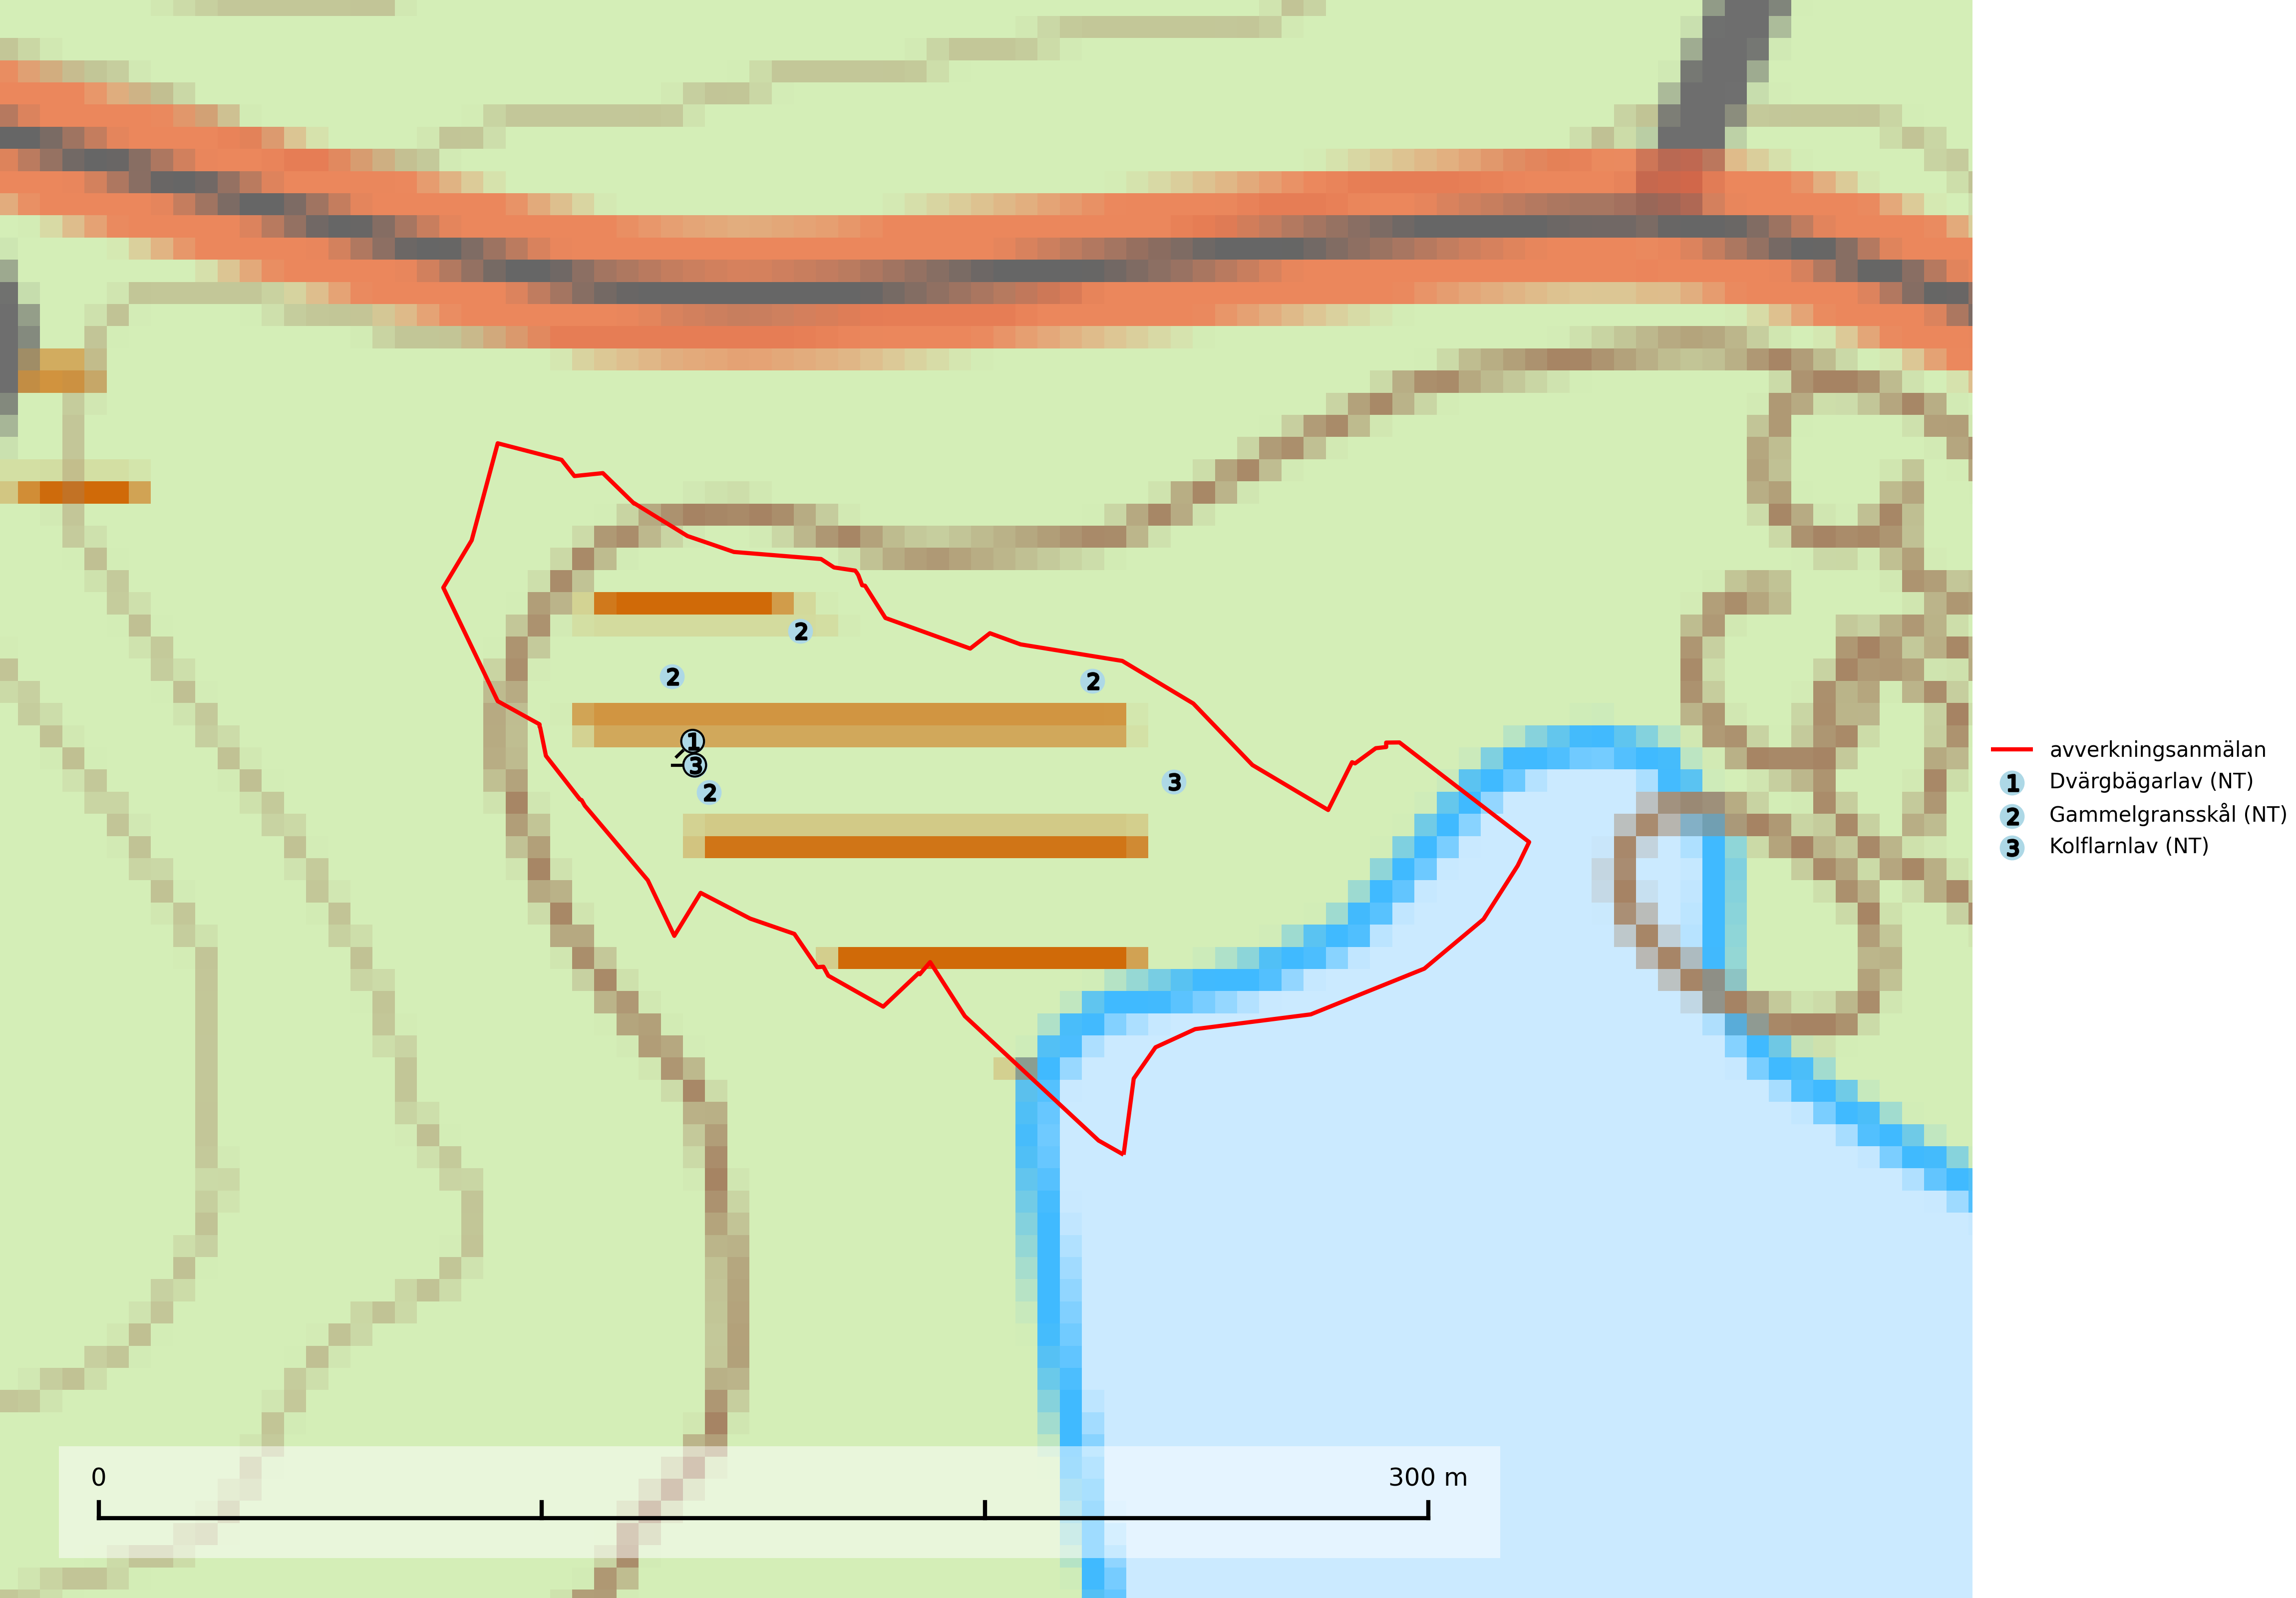 2
2
2
1
3
2
3
avverkningsanmälan
1 Dvärgbägarlav (NT)
2 Gammelgransskål (NT)
3 Kolflarnlav (NT)
0 300 m